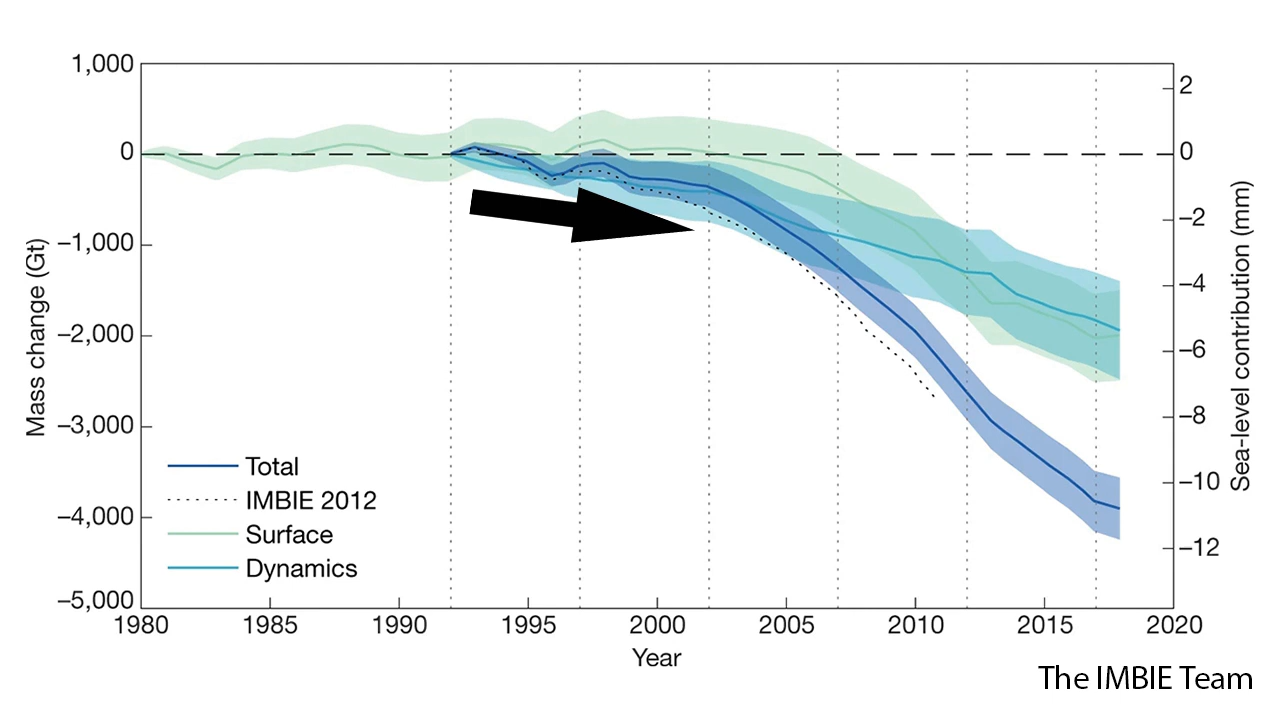 1,000
0
−1,000
−2,000
−3,000
−4,000
−5,000
Mass change (Gt)
2
0
−2
−4
−6
−8
−10
−12
Sea-level contribution (mm)
Total
IMBIE 2012
Surface
Dynamics
1980 1985 1990 1995 2000 2005 2010 2015 2020
Year
The IMBIE Team